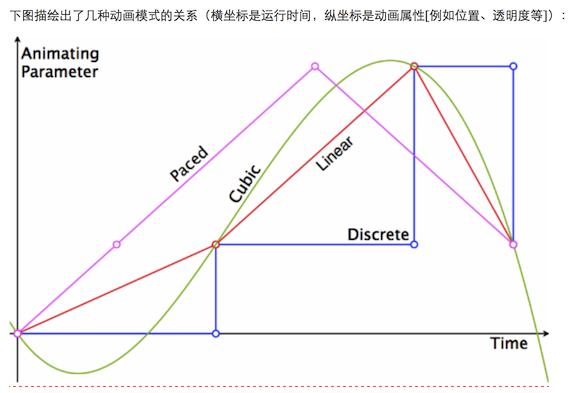 下图描绘出了几种动画模式的关系（横坐标是运行时间，纵坐标是动画属性[例如位置、透明度等]）：
Animating
Parameter
Paced
Cubic
Linear
Discrete
Time